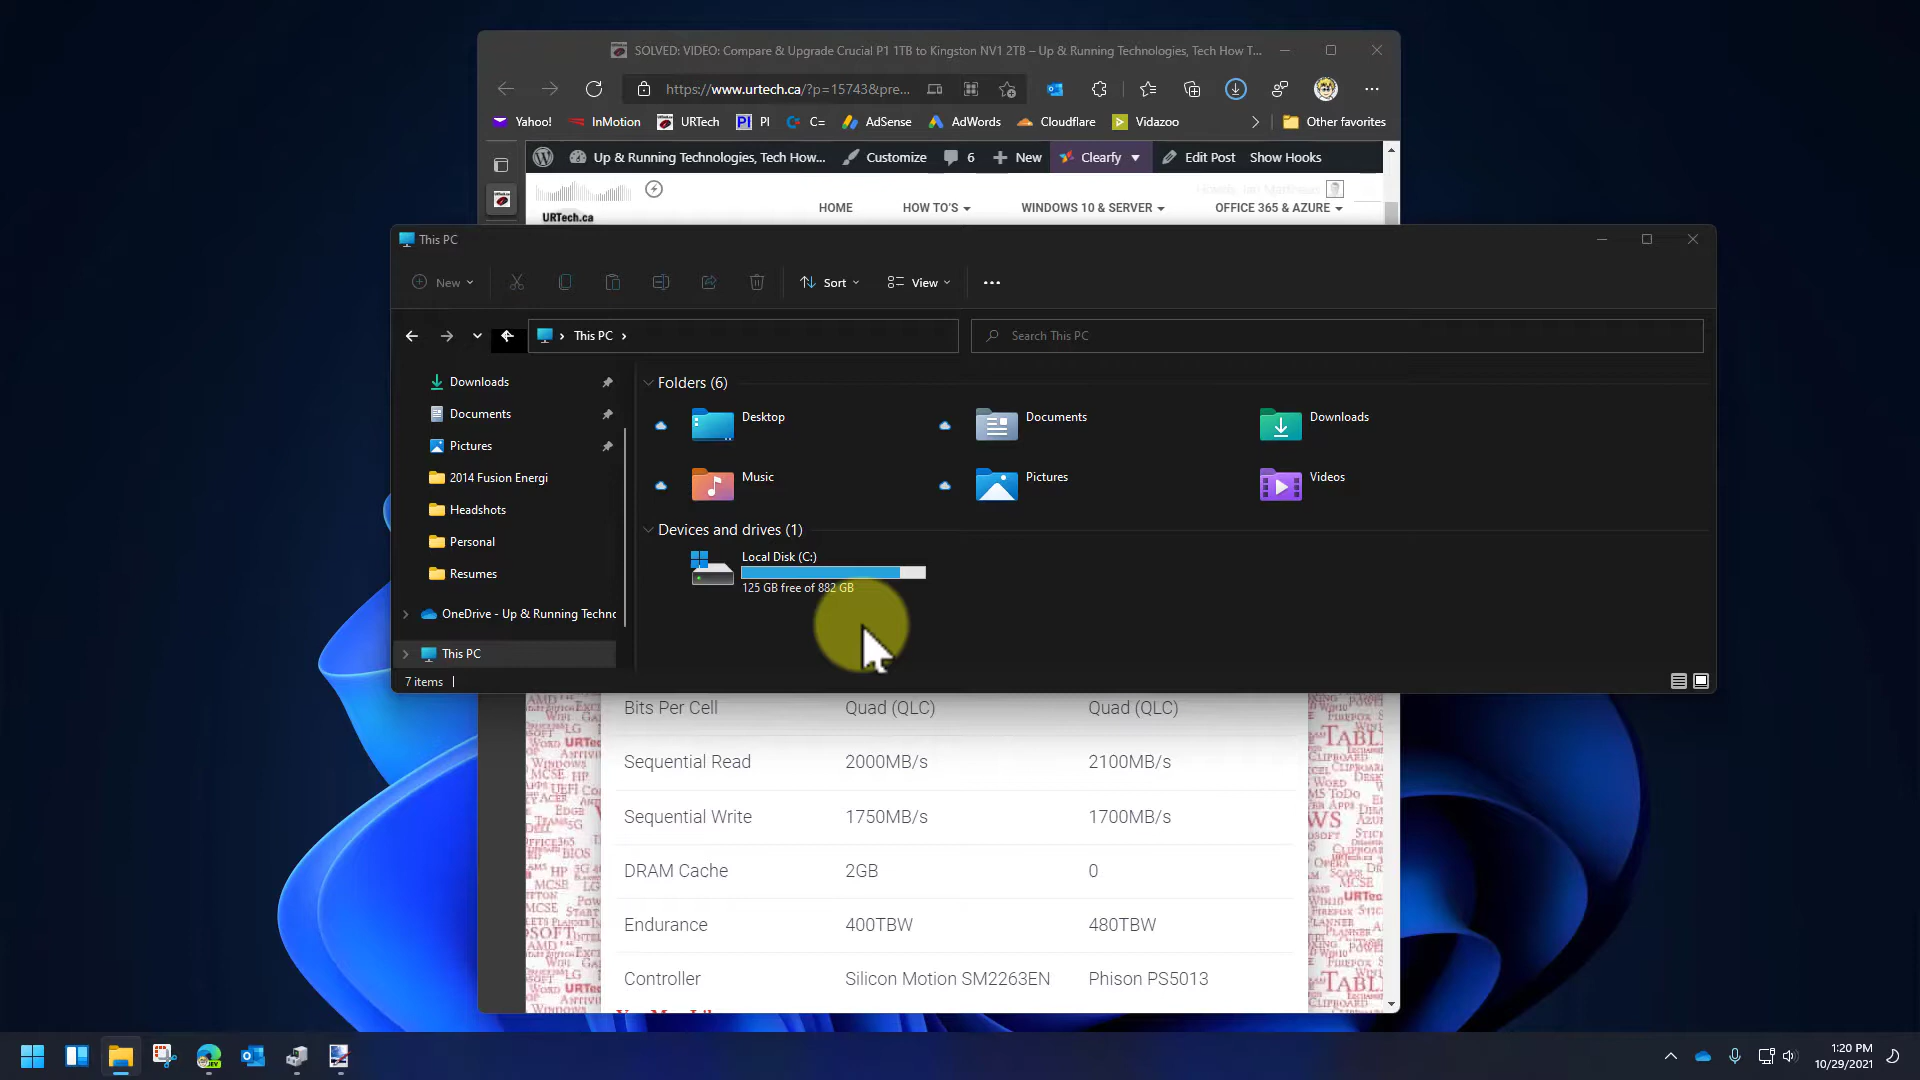 SOLVED: VIDEO: Compare & Upgrade Crucial P1 1TB to Kingston NV1 2TB – Up & Running Technologies, Tech How T...
https://www.urtech.ca/?p=15743&pre...
Yahoo! InMotion URTech PI C= AdSense AdWords Cloudflare Vidazoo Other favorites
Up & Running Technologies, Tech How... Customize 6 New Clearfy Edit Post Show Hooks
Howdy, Ian Matthews
URTech.ca HOME HOW TO'S WINDOWS 10 & SERVER OFFICE 365 & AZURE
This PC
New Sort View
This PC Search This PC
Downloads
Documents
Pictures
2014 Fusion Energi
Headshots
Personal
Resumes
OneDrive - Up & Running Techno
This PC
Folders (6)
Desktop Documents Downloads
Music Pictures Videos
Devices and drives (1)
Local Disk (C:)
125 GB free of 882 GB
7 items
Bits Per Cell Quad (QLC) Quad (QLC)
Sequential Read 2000MB/s 2100MB/s
Sequential Write 1750MB/s 1700MB/s
DRAM Cache 2GB 0
Endurance 400TBW 480TBW
Controller Silicon Motion SM2263EN Phison PS5013
1:20 PM
10/29/2021